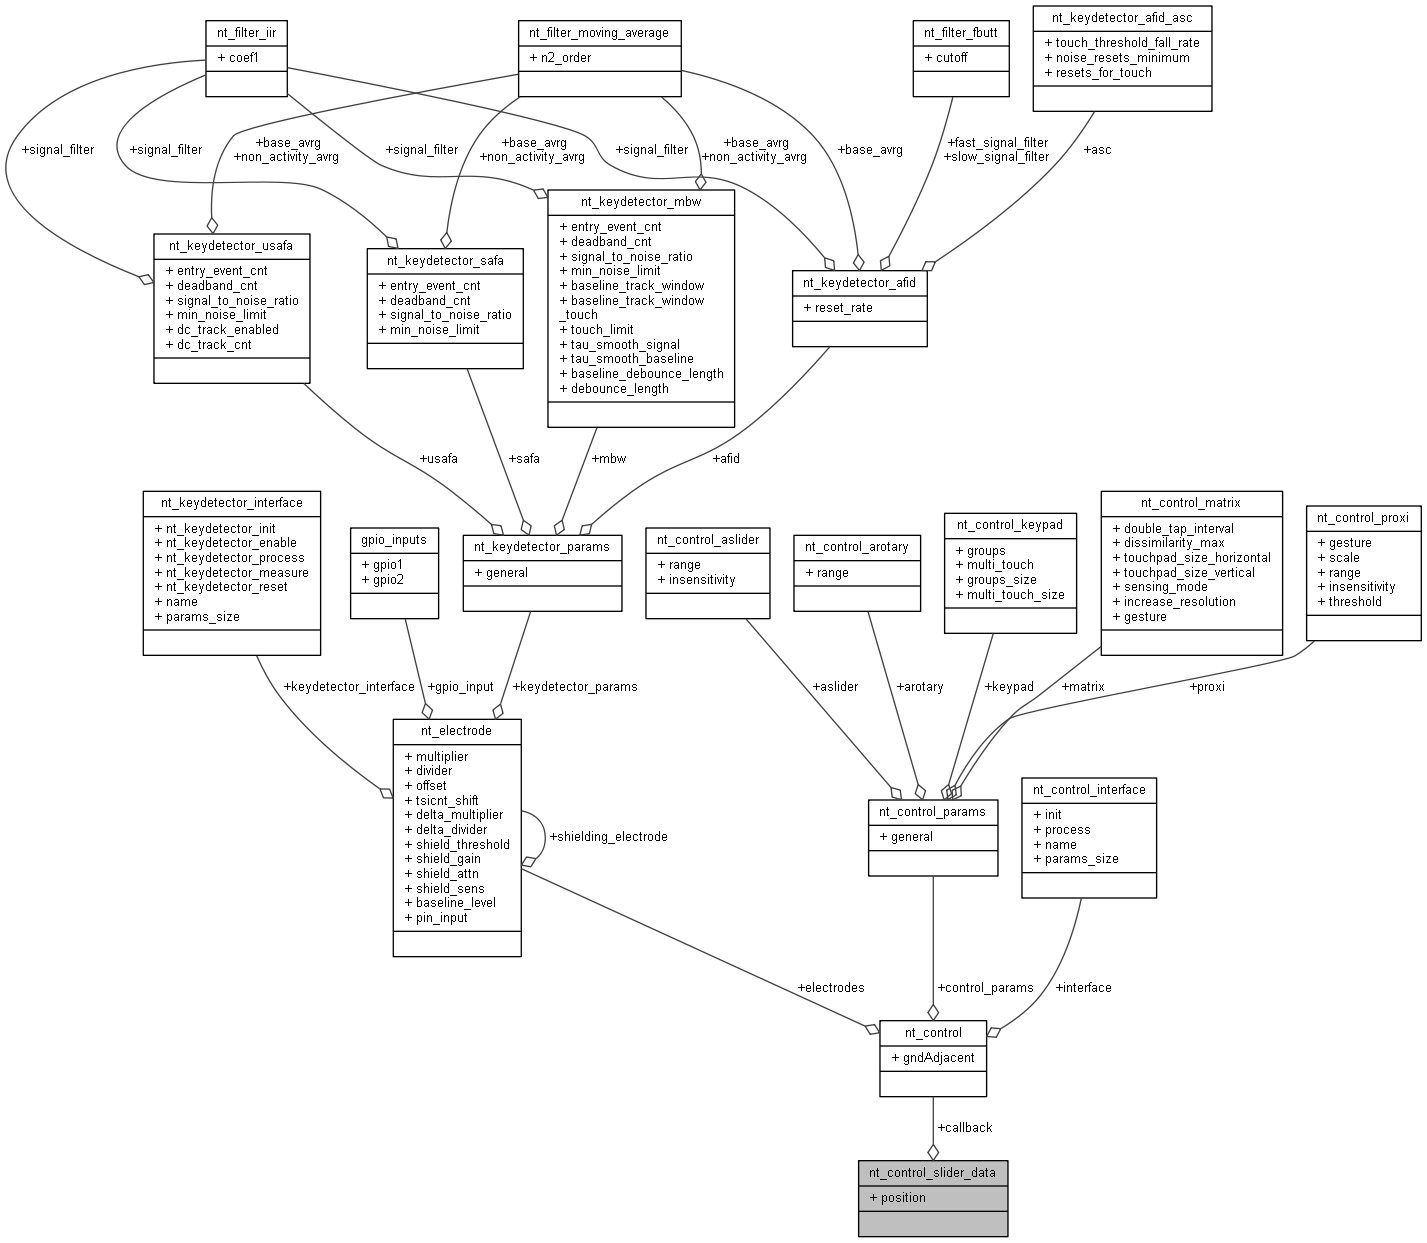 nt_filter_iir
+ coef1
nt_filter_moving_average
+ n2_order
nt_filter_fbutt
+ cutoff
nt_keydetector_afid_asc
+ touch_threshold_fall_rate
+ noise_resets_minimum
+ resets_for_touch
+signal_filter
+signal_filter
+base_avrg
+non_activity_avrg
+signal_filter
+base_avrg
+non_activity_avrg
+signal_filter
+base_avrg
+non_activity_avrg
+base_avrg
+fast_signal_filter
+slow_signal_filter
+asc
nt_keydetector_usafa
+ entry_event_cnt
+ deadband_cnt
+ signal_to_noise_ratio
+ min_noise_limit
+ dc_track_enabled
+ dc_track_cnt
nt_keydetector_safa
+ entry_event_cnt
+ deadband_cnt
+ signal_to_noise_ratio
+ min_noise_limit
nt_keydetector_mbw
+ entry_event_cnt
+ deadband_cnt
+ signal_to_noise_ratio
+ min_noise_limit
+ baseline_track_window
+ baseline_track_window
_touch
+ touch_limit
+ tau_smooth_signal
+ tau_smooth_baseline
+ baseline_debounce_length
+ debounce_length
nt_keydetector_afid
+ reset_rate
+usafa
+safa
+mbw
+afid
nt_keydetector_interface
+ nt_keydetector_init
+ nt_keydetector_enable
+ nt_keydetector_process
+ nt_keydetector_measure
+ nt_keydetector_reset
+ name
+ params_size
gpio_inputs
+ gpio1
+ gpio2
nt_keydetector_params
+ general
nt_control_aslider
+ range
+ insensitivity
nt_control_arotary
+ range
nt_control_keypad
+ groups
+ multi_touch
+ groups_size
+ multi_touch_size
nt_control_matrix
+ double_tap_interval
+ dissimilarity_max
+ touchpad_size_horizontal
+ touchpad_size_vertical
+ sensing_mode
+ increase_resolution
+ gesture
nt_control_proxi
+ gesture
+ scale
+ range
+ insensitivity
+ threshold
+keydetector_interface
+gpio_input
+keydetector_params
+aslider
+arotary
+keypad
+matrix
+proxi
nt_electrode
+ multiplier
+ divider
+ offset
+ tsicnt_shift
+ delta_multiplier
+ delta_divider
+ shield_threshold
+ shield_gain
+ shield_attn
+ shield_sens
+ baseline_level
+ pin_input
+shielding_electrode
nt_control_params
+ general
nt_control_interface
+ init
+ process
+ name
+ params_size
+electrodes
+control_params
+interface
nt_control
+ gndAdjacent
+callback
nt_control_slider_data
+ position